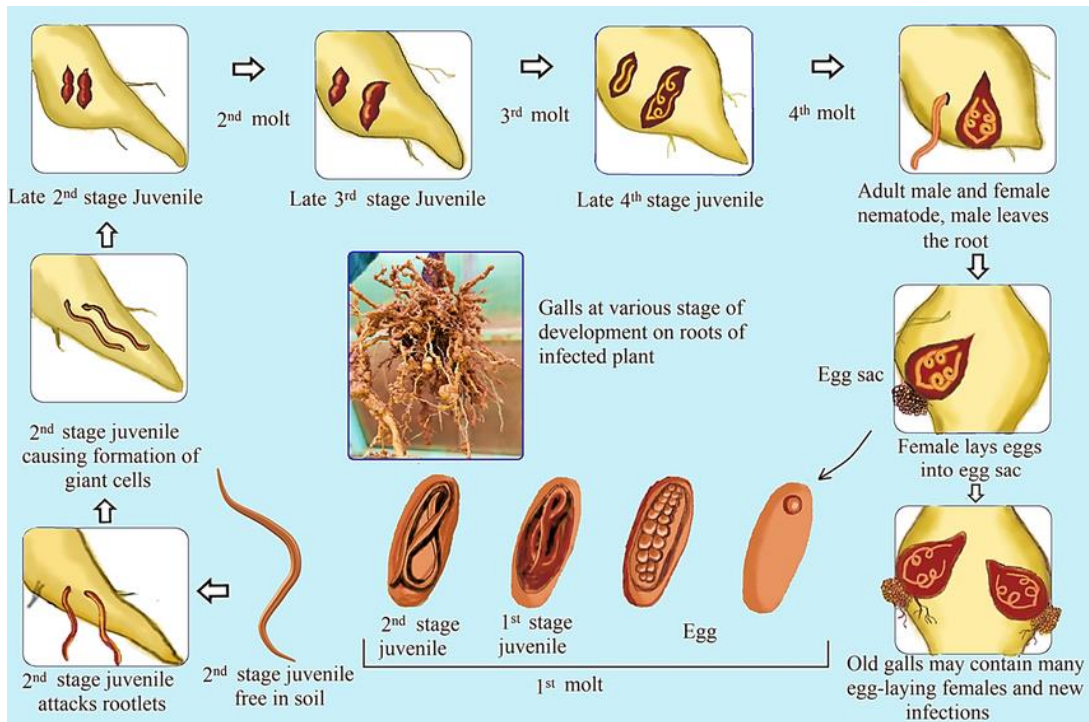 2nd molt
3rd molt
4th molt
Late 2nd stage Juvenile
Late 3rd stage Juvenile
Late 4th stage juvenile
Adult male and female
nematode, male leaves
the root
Galls at various stage of
development on roots of
infected plant
Egg sac
2nd stage juvenile
causing formation of
giant cells
Female lays eggs
into egg sac
2nd stage
juvenile
1st stage
juvenile
Egg
1st molt
2nd stage juvenile
attacks rootlets
2nd stage juvenile
free in soil
Old galls may contain many
egg-laying females and new
infections